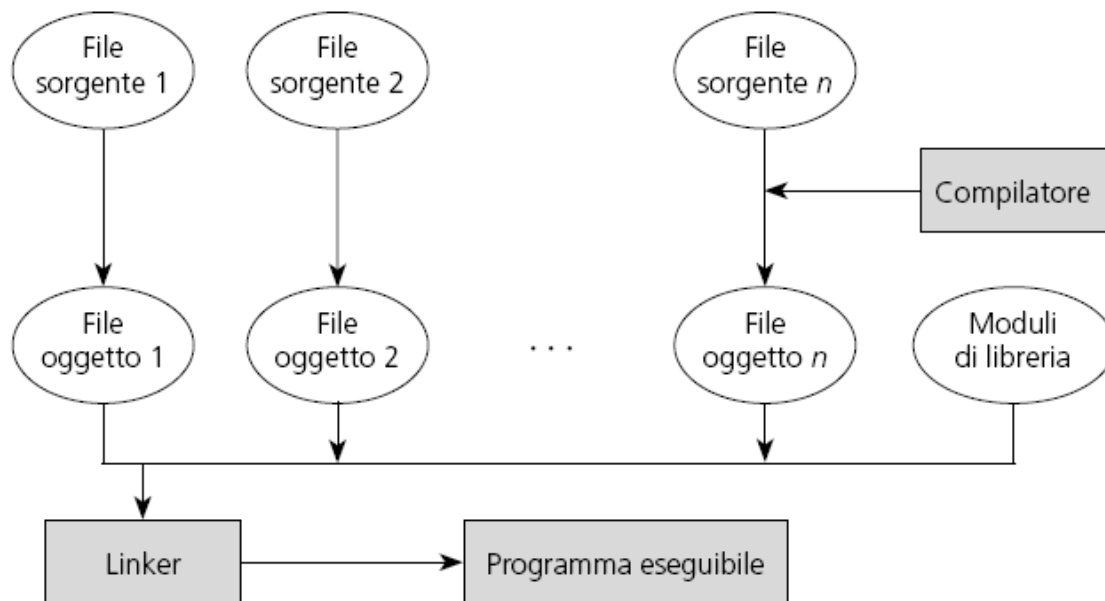 File
sorgente 1
File
sorgente 2
File
sorgente n
Compilatore
File
oggetto 1
File
oggetto 2
...
File
oggetto n
Moduli
di libreria
Linker
Programma eseguibile